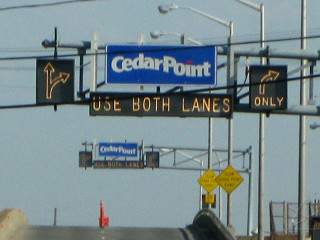 CedarPoint
USE BOTH LANES
ONLY
CedarPoint
USE BOTH LANES